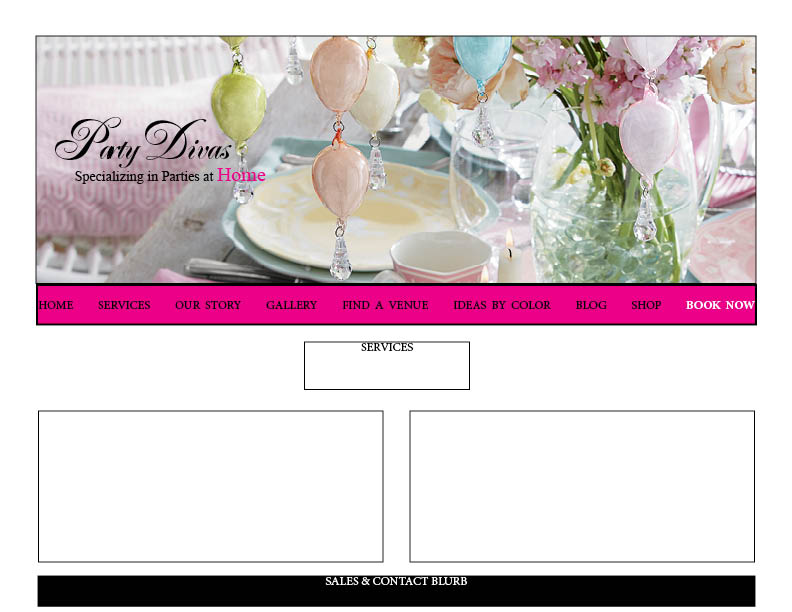 Party Divas
Specializing in Parties at Home
HOME SERVICES OUR STORY GALLERY FIND A VENUE IDEAS BY COLOR BLOG SHOP BOOK NOW
SERVICES
SALES & CONTACT BLURB